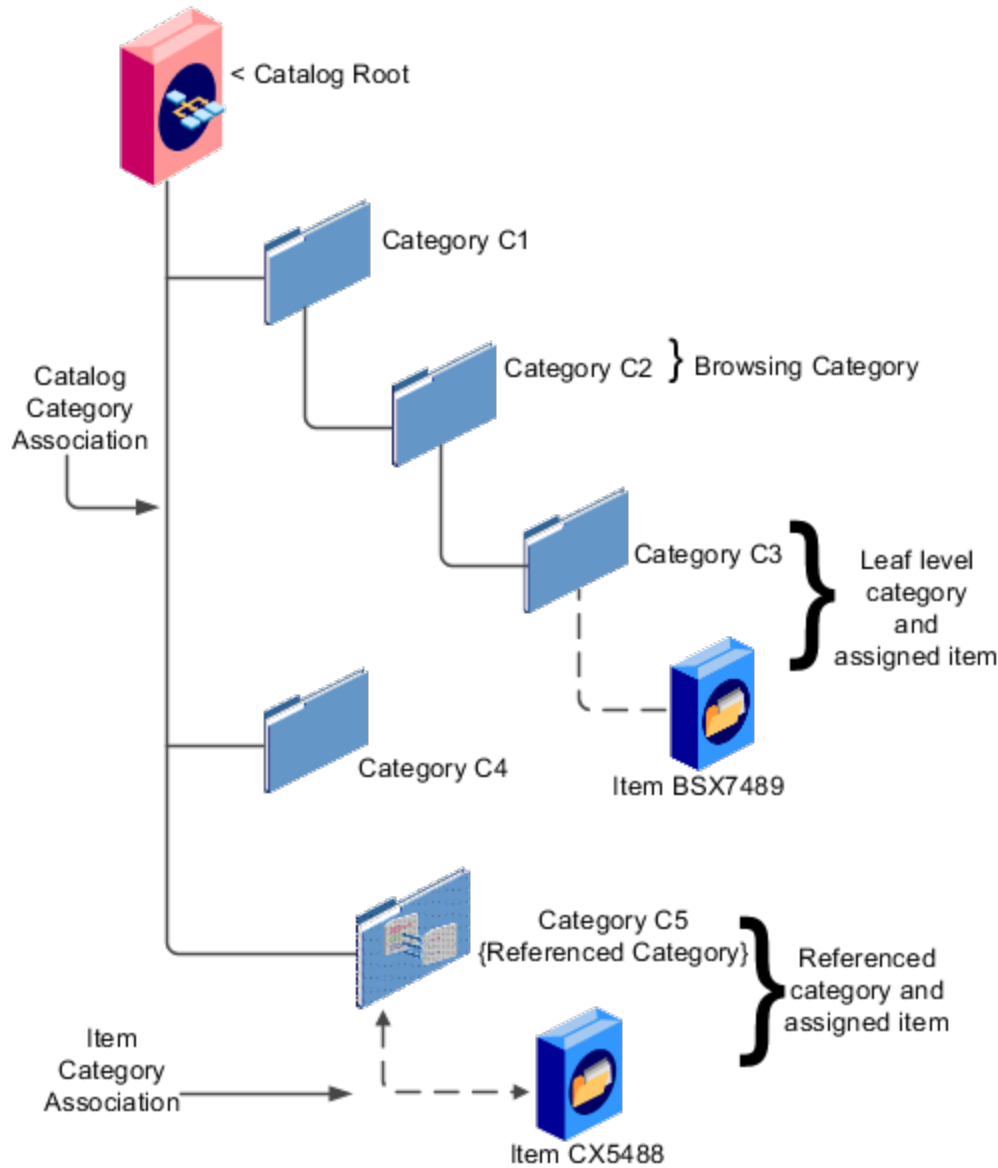 < Catalog Root
Category C1
Category C2 } Browsing Category
Catalog
Category
Association
Category C3
Leaf level
category
and
assigned item
Item BSX7489
Category C4
Category C5
{Referenced Category}
Referenced
category and
assigned item
Item
Category
Association
Item CX5488